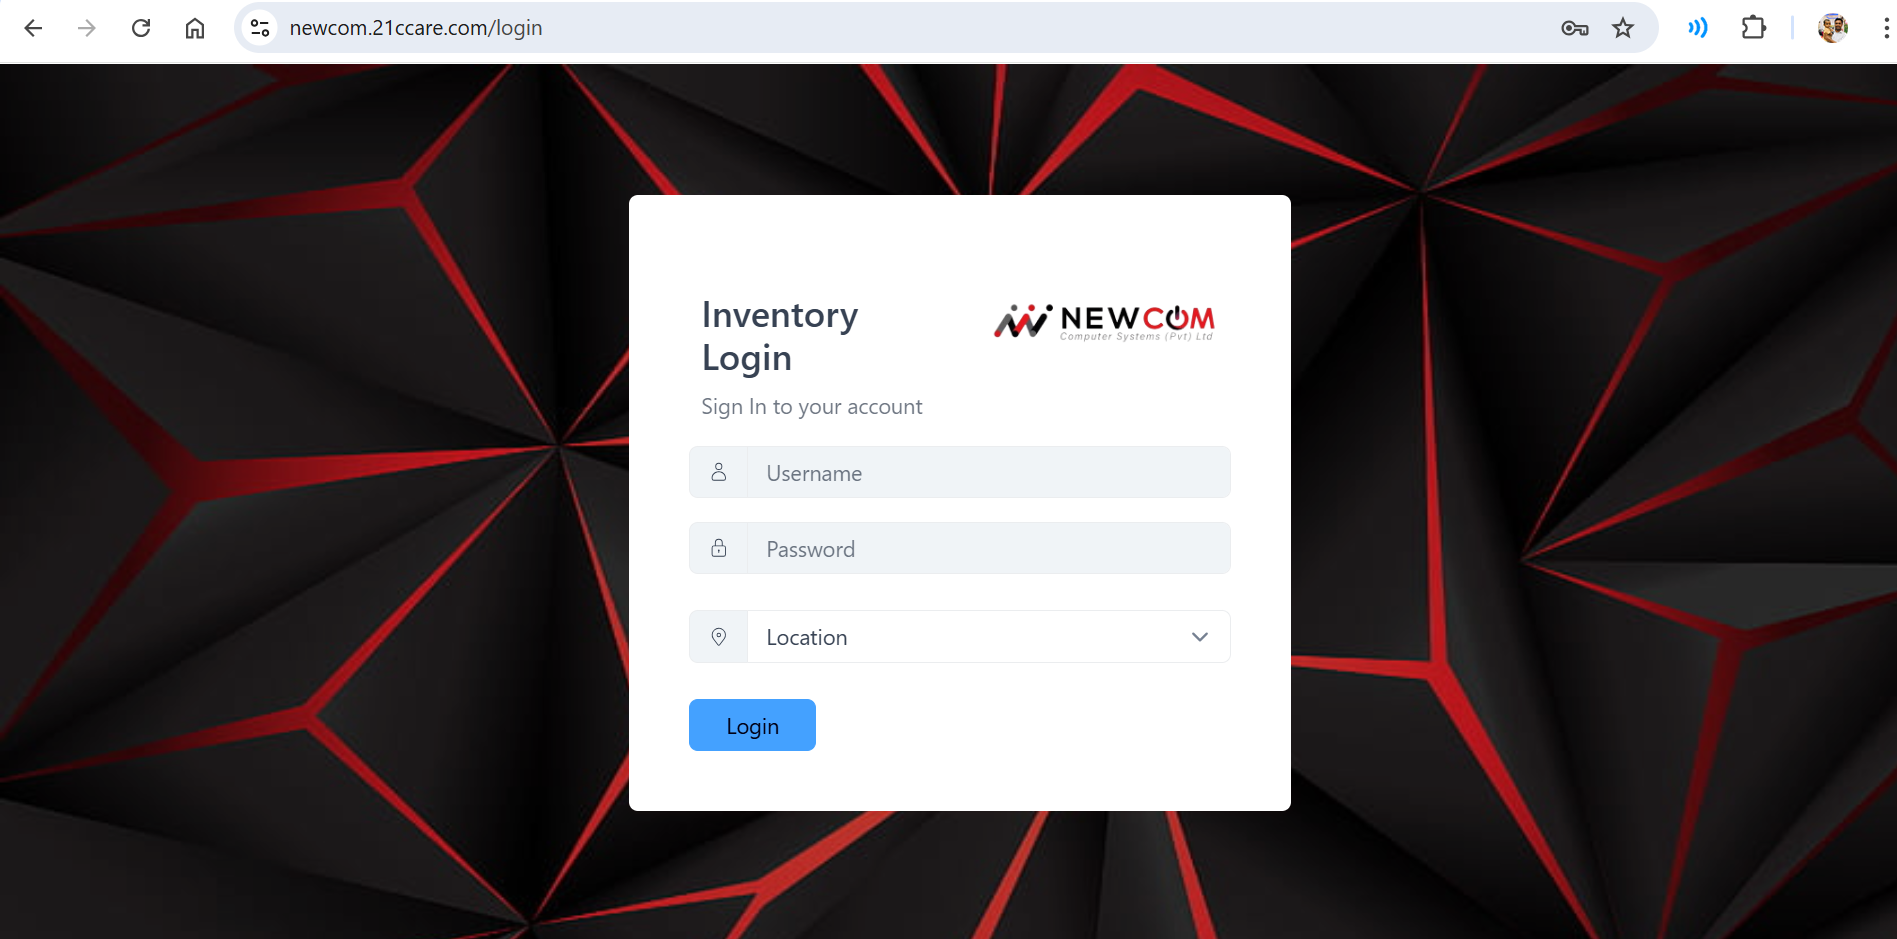 newcom.21ccare.com/login
Inventory
Login
NEWCOM
Computer Systems (Pvt) Ltd
Sign In to your account
Username
Password
Location
Login